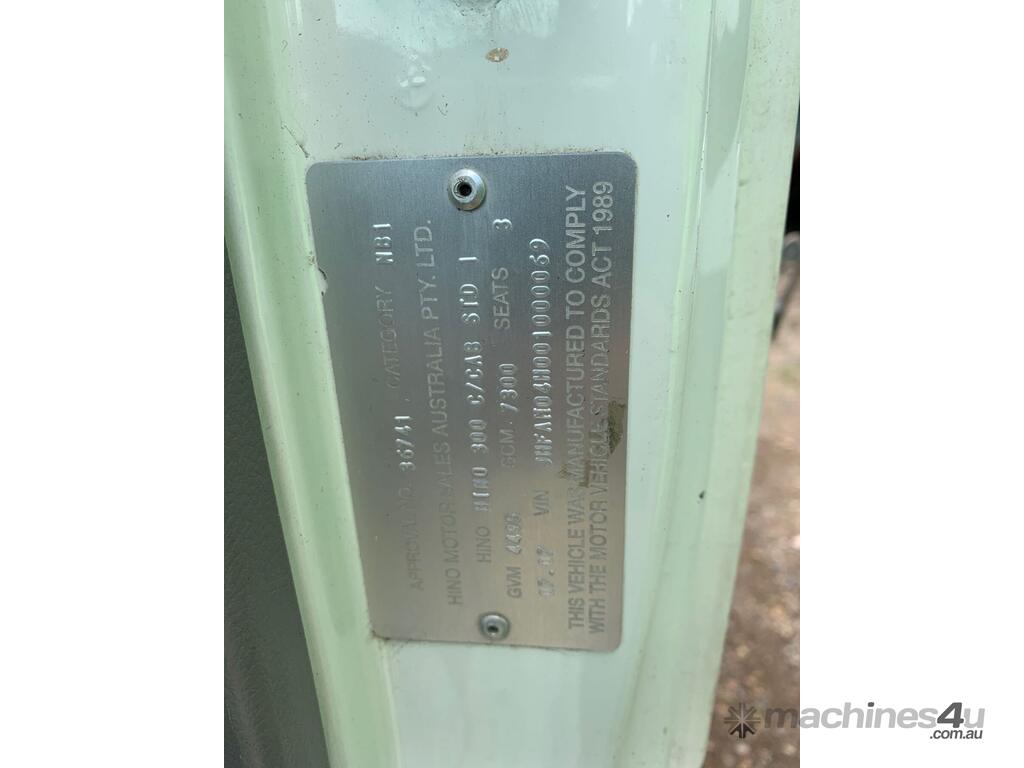 APPROVAL NO. 36741 CATEGORY NB1
HINO MOTOR SALES AUSTRALIA PTY. LTD.
HINO HINO 300 C/CAB STD 1
GVM 4495 GCM. 7300 SEATS 3
VIN JHFAN04H001000069
THIS VEHICLE WAS MANUFACTURED TO COMPLY
WITH THE MOTOR VEHICLE STANDARDS ACT 1989
machines4u
.com.au